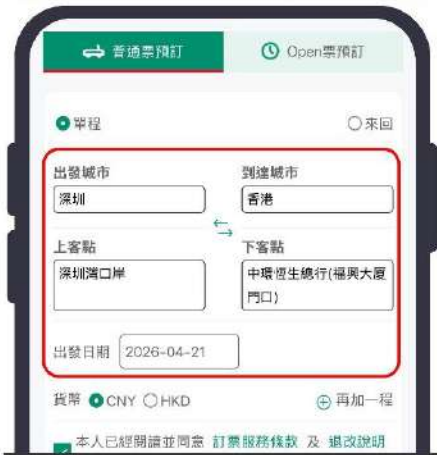 普通票預訂
Open票預訂
單程
來回
出發城市
到達城市
深圳
香港
上客點
下客點
深圳灣口岸
中環恆生總行(福興大廈
門口)
出發日期 2026-04-21
貨幣 CNY HKD
再加一程
本人已經閱讀並同意 訂票服務條款 及 退改說明